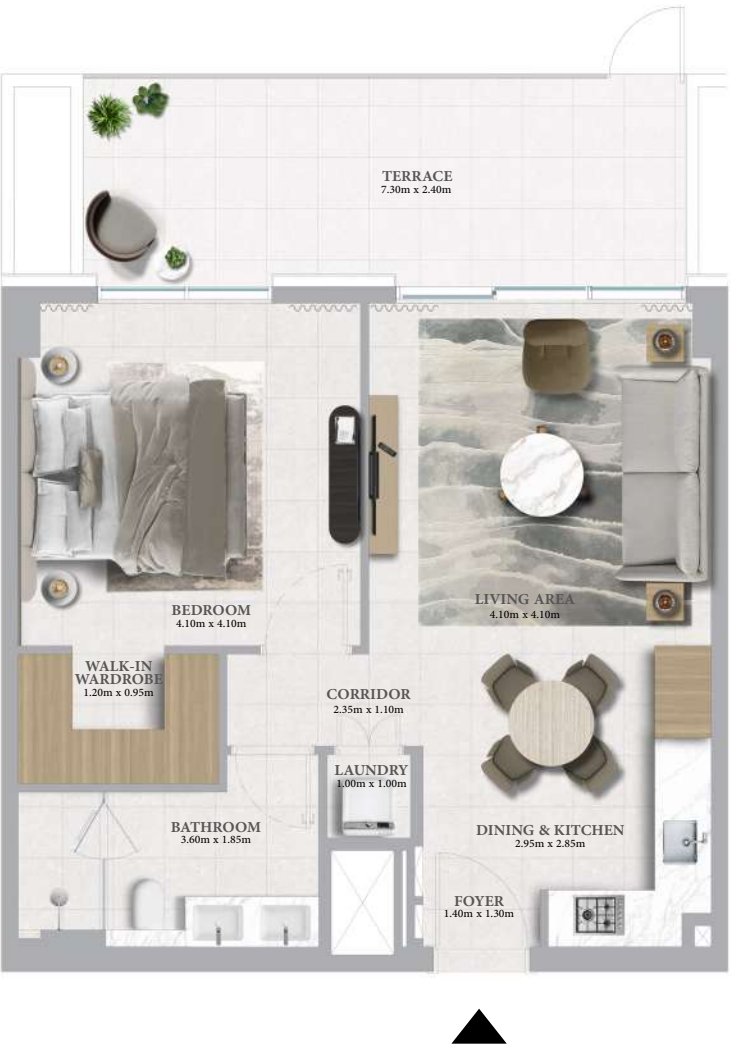 TERRACE
7.30m x 2.40m
BEDROOM
4.10m x 4.10m
LIVING AREA
4.10m x 4.10m
WALK-IN
WARDROBE
1.20m x 0.95m
CORRIDOR
2.35m x 1.10m
LAUNDRY
1.00m x 1.00m
BATHROOM
3.60m x 1.85m
DINING & KITCHEN
2.95m x 2.85m
FOYER
1.40m x 1.30m